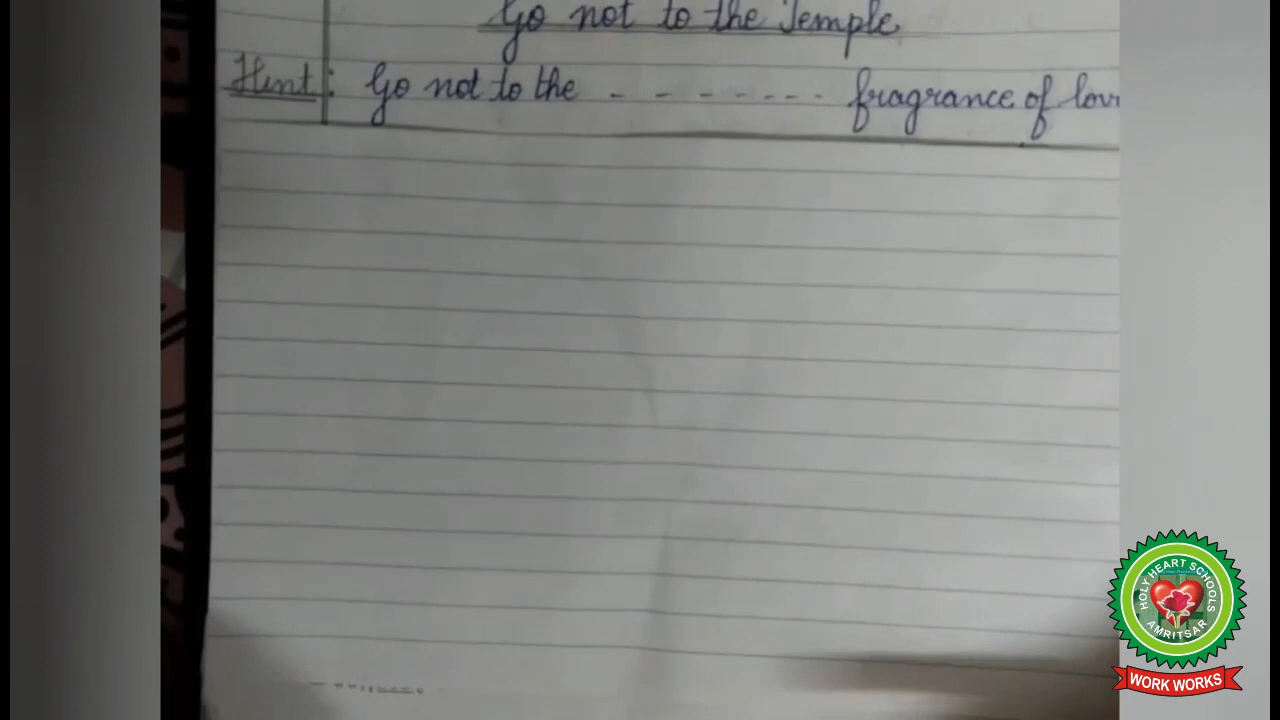 Go not to the Temple
Hint : Go not to the - - - - - - - - fragrance of lov
HOLY HEART SCHOOLS
AMRITSAR
WORK WORKS